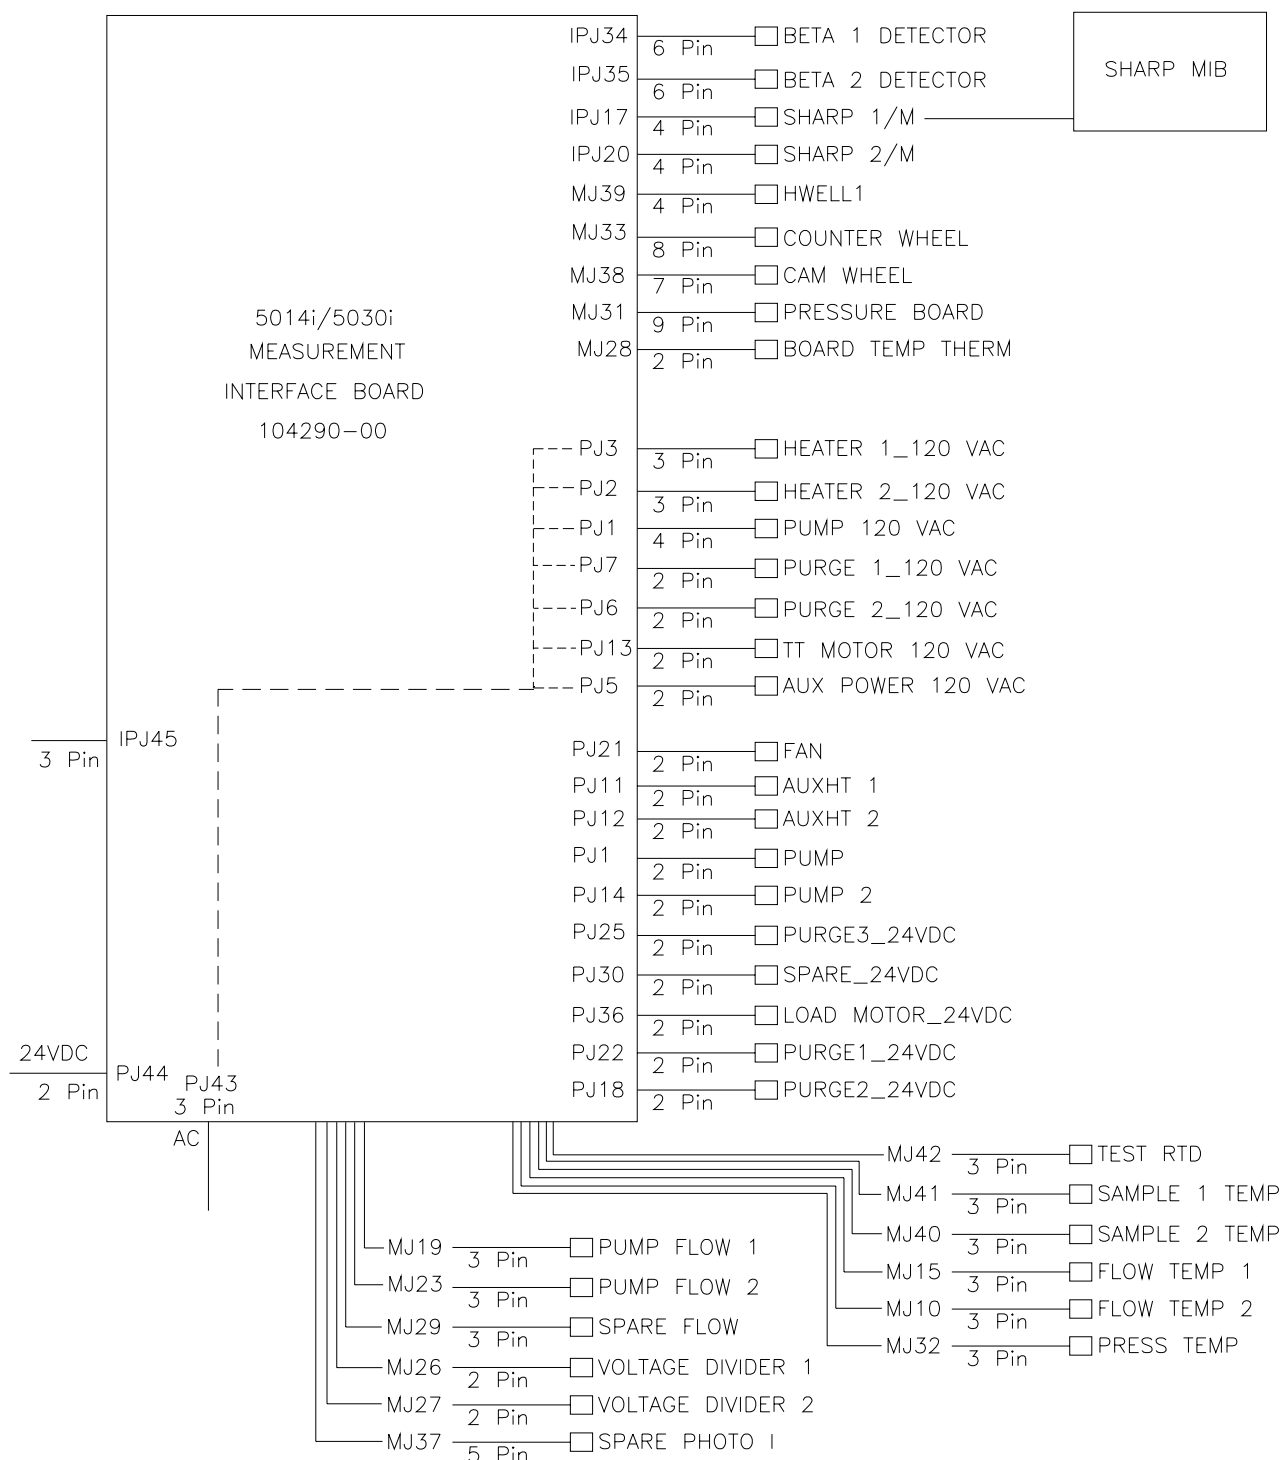 IPJ34 6 Pin BETA 1 DETECTOR
SHARP MIB
IPJ35 6 Pin BETA 2 DETECTOR
IPJ17 4 Pin SHARP 1/M
IPJ20 4 Pin SHARP 2/M
MJ39 4 Pin HWELL1
MJ33 8 Pin COUNTER WHEEL
MJ38 7 Pin CAM WHEEL
MJ31 9 Pin PRESSURE BOARD
MJ28 2 Pin BOARD TEMP THERM
5014i/5030i
MEASUREMENT
INTERFACE BOARD
104290-00
PJ3 3 Pin HEATER 1_120 VAC
PJ2 3 Pin HEATER 2_120 VAC
PJ1 4 Pin PUMP 120 VAC
PJ7 2 Pin PURGE 1_120 VAC
PJ6 2 Pin PURGE 2_120 VAC
PJ13 2 Pin TT MOTOR 120 VAC
PJ5 2 Pin AUX POWER 120 VAC
IPJ45
3 Pin
PJ21 2 Pin FAN
PJ11 2 Pin AUXHT 1
PJ12 2 Pin AUXHT 2
PJ1 2 Pin PUMP
PJ14 2 Pin PUMP 2
PJ25 2 Pin PURGE3_24VDC
PJ30 2 Pin SPARE_24VDC
PJ36 2 Pin LOAD MOTOR_24VDC
PJ22 2 Pin PURGE1_24VDC
PJ18 2 Pin PURGE2_24VDC
24VDC
2 Pin
PJ44
PJ43
3 Pin
AC
MJ42 3 Pin TEST RTD
MJ41 3 Pin SAMPLE 1 TEMP
MJ40 3 Pin SAMPLE 2 TEMP
MJ15 3 Pin FLOW TEMP 1
MJ10 3 Pin FLOW TEMP 2
MJ32 3 Pin PRESS TEMP
MJ19 3 Pin PUMP FLOW 1
MJ23 3 Pin PUMP FLOW 2
MJ29 3 Pin SPARE FLOW
MJ26 2 Pin VOLTAGE DIVIDER 1
MJ27 2 Pin VOLTAGE DIVIDER 2
MJ37 5 Pin SPARE PHOTO I